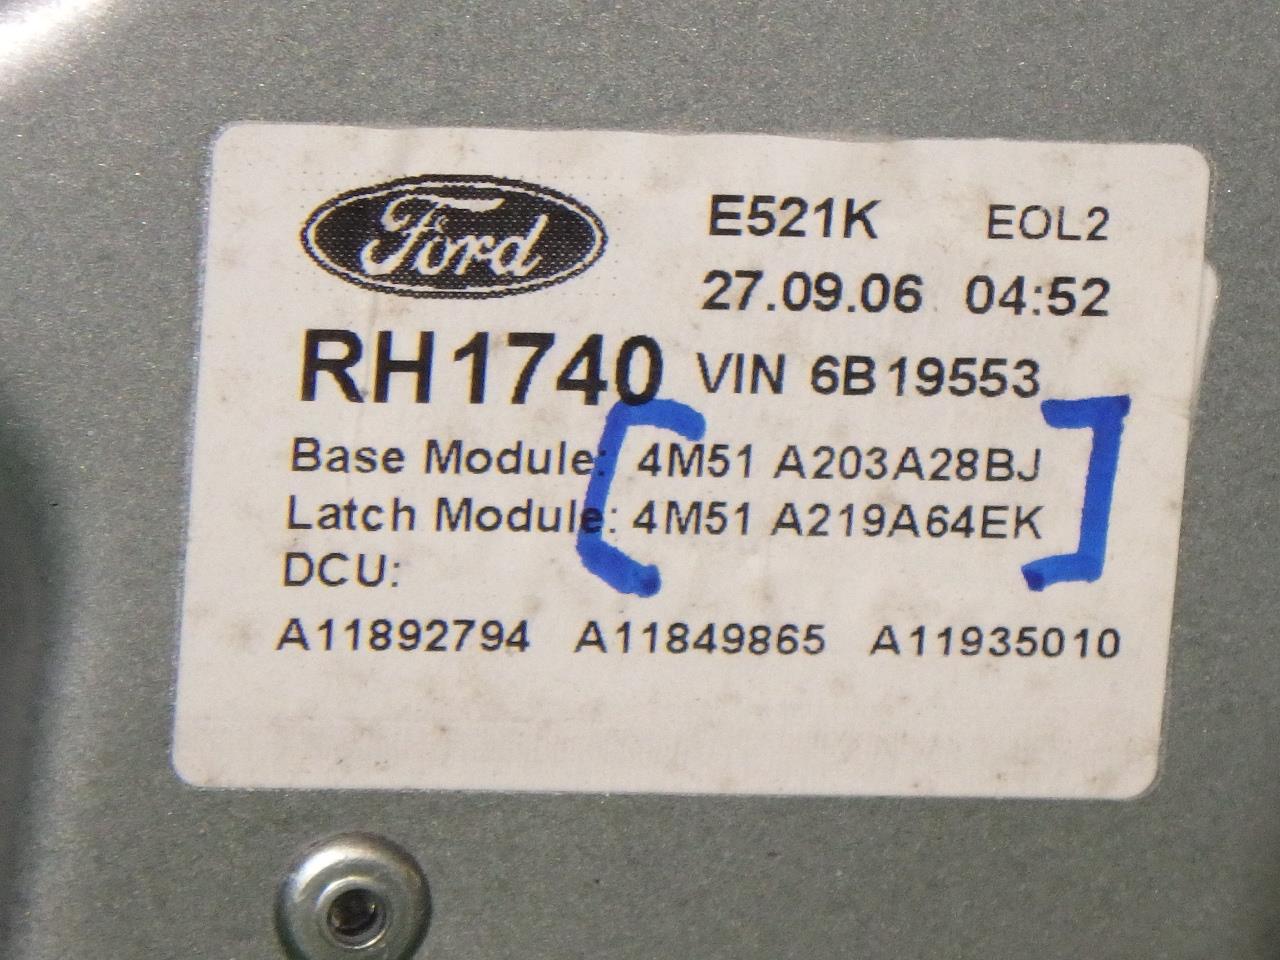 Ford
E521K EOL2
27.09.06 04:52
RH1740 VIN 6B19553
Base Module: 4M51 A203A28BJ
Latch Module: 4M51 A219A64EK
DCU:
A11892794 A11849865 A11935010